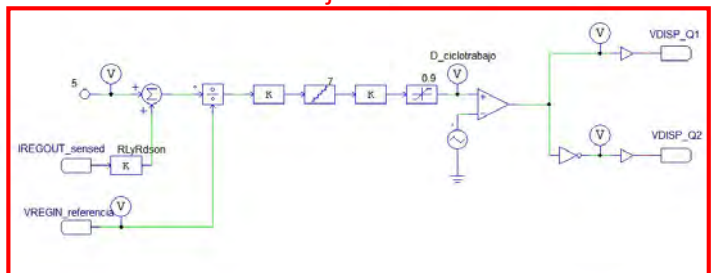 VDISP_Q1
D_ciclotrabajo
V
V
V
5
7
0.9
+
Σ
+
÷
K
K
+
−
V
VDISP_Q2
IREGOUT_sensed
RLyRdson
K
VREGIN_referencia
V